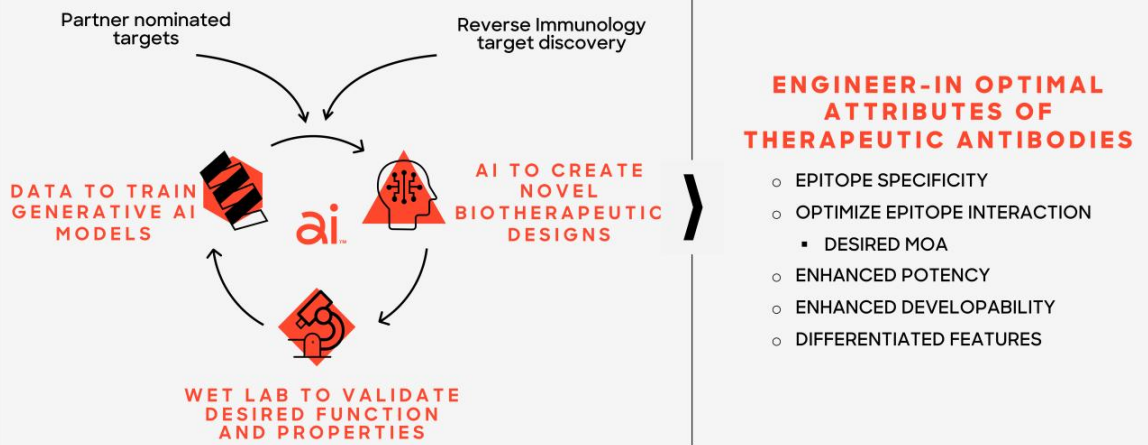 Partner nominated
targets
Reverse Immunology
target discovery
DATA TO TRAIN
GENERATIVE AI
MODELS
ai™
AI TO CREATE
NOVEL
BIOTHERAPEUTIC
DESIGNS
WET LAB TO VALIDATE
DESIRED FUNCTION
AND PROPERTIES
ENGINEER-IN OPTIMAL
ATTRIBUTES OF
THERAPEUTIC ANTIBODIES
○ EPITOPE SPECIFICITY
○ OPTIMIZE EPITOPE INTERACTION
▪ DESIRED MOA
○ ENHANCED POTENCY
○ ENHANCED DEVELOPABILITY
○ DIFFERENTIATED FEATURES